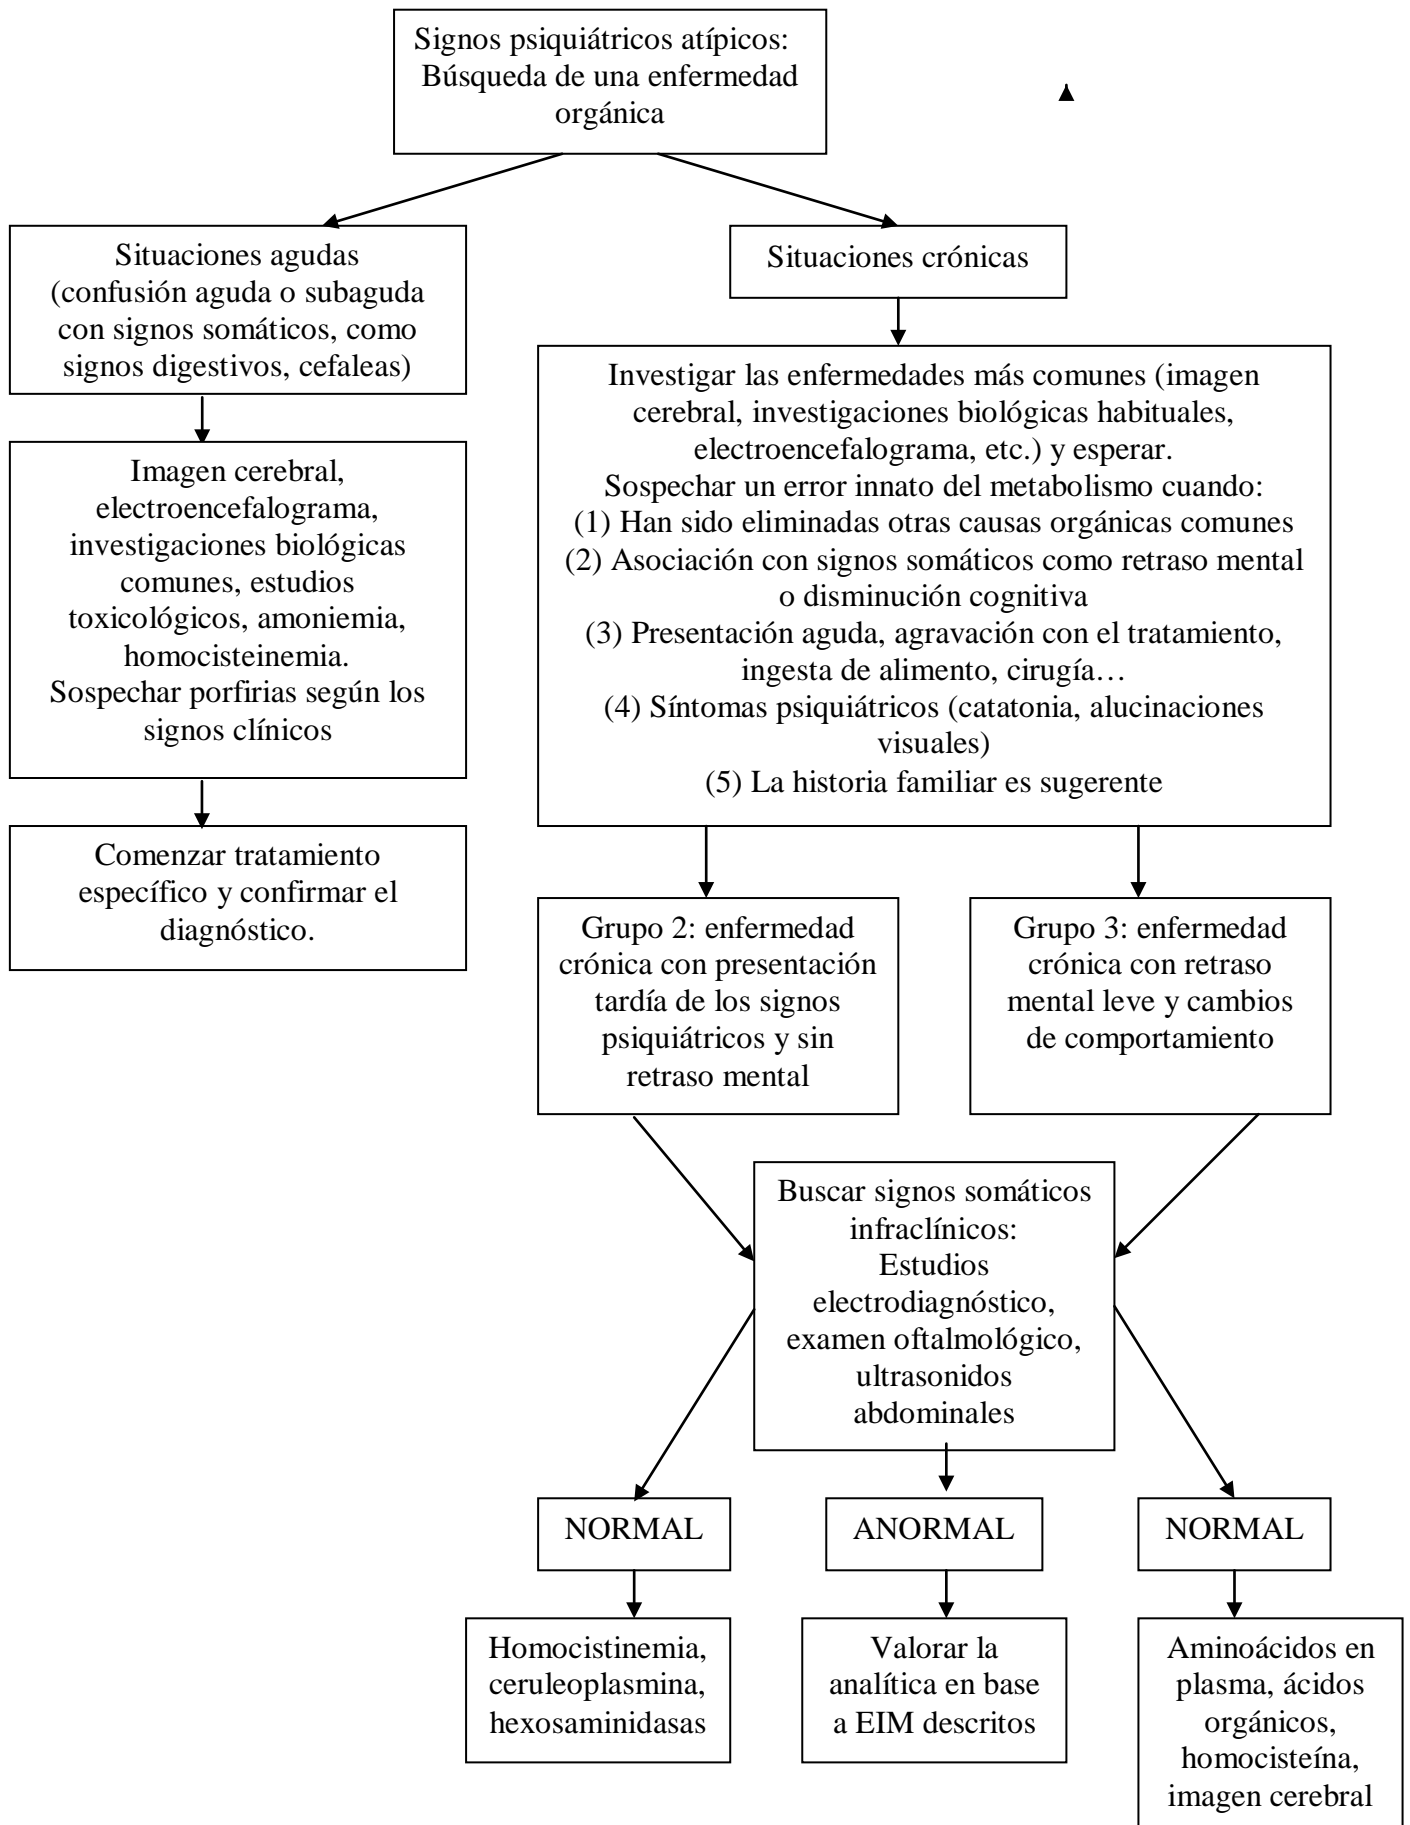 Signos psiquiátricos atípicos:
Búsqueda de una enfermedad
orgánica
Situaciones agudas
(confusión aguda o subaguda
con signos somáticos, como
signos digestivos, cefaleas)
Situaciones crónicas
Imagen cerebral,
electroencefalograma,
investigaciones biológicas
comunes, estudios
toxicológicos, amoniemia,
homocisteinemia.
Sospechar porfirias según los
signos clínicos
Investigar las enfermedades más comunes (imagen
cerebral, investigaciones biológicas habituales,
electroencefalograma, etc.) y esperar.
Sospechar un error innato del metabolismo cuando:
(1) Han sido eliminadas otras causas orgánicas comunes
(2) Asociación con signos somáticos como retraso mental
o disminución cognitiva
(3) Presentación aguda, agravación con el tratamiento,
ingesta de alimento, cirugía…
(4) Síntomas psiquiátricos (catatonia, alucinaciones
visuales)
(5) La historia familiar es sugerente
Comenzar tratamiento
específico y confirmar el
diagnóstico.
Grupo 2: enfermedad
crónica con presentación
tardía de los signos
psiquiátricos y sin
retraso mental
Grupo 3: enfermedad
crónica con retraso
mental leve y cambios
de comportamiento
Buscar signos somáticos
infraclínicos:
Estudios
electrodiagnóstico,
examen oftalmológico,
ultrasonidos
abdominales
NORMAL
ANORMAL
NORMAL
Homocistinemia,
ceruleoplasmina,
hexosaminidasas
Valorar la
analítica en base
a EIM descritos
Aminoácidos en
plasma, ácidos
orgánicos,
homocisteína,
imagen cerebral